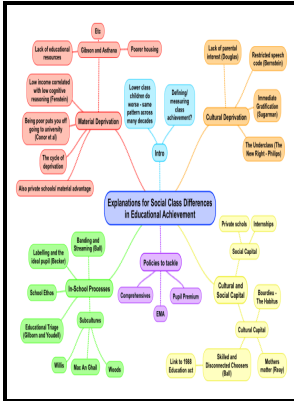 Etc
Lack of educational
resources
Gibson and Asthana
Poorer housing
Low income correlated
with low cognitive
reasoning (Feinstein)
Material Deprivation
Being poor puts you off
going to university
(Connor et al)
The cycle of
deprivation
Also private schools/ material advantage
Lower class
children do
worse - same
pattern across
many decades
Defining/
measuring
class
achievement?
Intro
Lack of parental
interest (Douglas)
Restricted speech
code (Bernstein)
Immediate
Gratification
(Sugarman)
Cultural Deprivation
The Underclass (The
New Right - Philips)
Explanations for Social Class Differences
in Educational Achievement
Banding and
Streaming (Ball)
Labelling and the
ideal pupil (Becker)
School Ethos
In-School Processes
Educational Triage
(Gilborn and Youdell)
Subcultures
Willis
Mac An Ghail
Woods
Policies to tackle
Comprehensives
Pupil Premium
EMA
Private schols
Internships
Social Capital
Cultural and
Social Capital
Bourdieu -
The Habitus
Cultural Capital
Link to 1988
Education act
Skilled and
Disconnected Choosers
(Ball)
Mothers
matter (Reay)